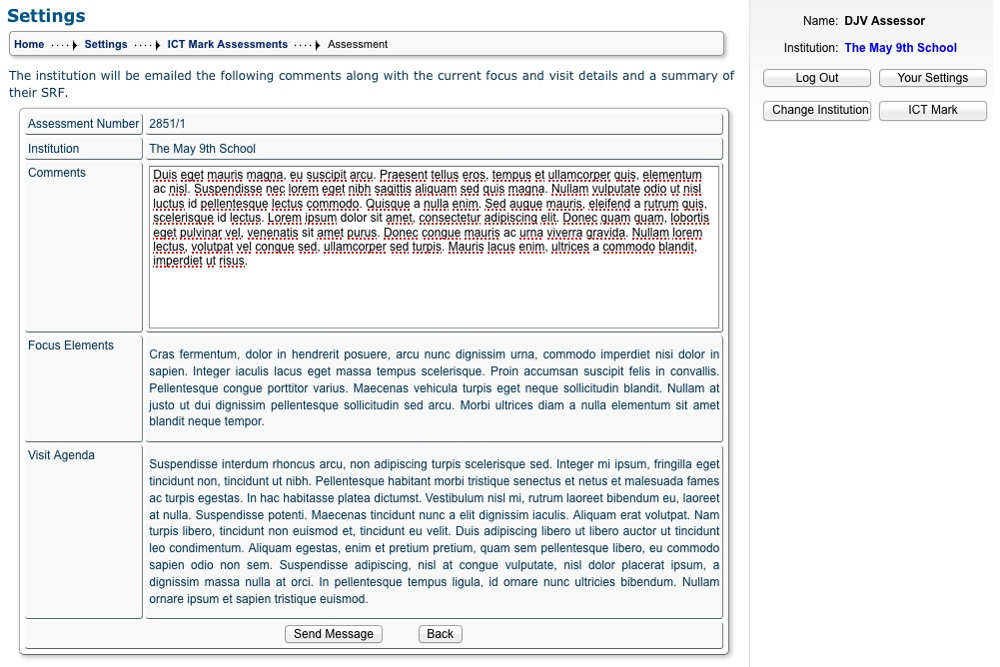 Settings
Home Settings ICT Mark Assessments Assessment
The institution will be emailed the following comments along with the current focus and visit details and a summary of
their SRF.
Assessment Number 2851/1
Institution The May 9th School
Comments
Duis eget mauris magna, eu suscipit arcu. Praesent tellus eros, tempus et ullamcorper quis, elementum
ac nisl. Suspendisse nec lorem eget nibh sagittis aliquam sed quis magna. Nullam vulputate odio ut nisl
luctus id pellentesque lectus commodo. Quisque a nulla enim. Sed augue mauris, eleifend a rutrum quis,
scelerisque id lectus. Lorem ipsum dolor sit amet, consectetur adipiscing elit. Donec quam quam, lobortis
eget pulvinar vel, venenatis sit amet purus. Donec congue mauris ac urna viverra gravida. Nullam lorem
lectus, volutpat vel congue sed, ullamcorper sed turpis. Mauris lacus enim, ultrices a commodo blandit,
imperdiet ut risus.
Focus Elements
Cras fermentum, dolor in hendrerit posuere, arcu nunc dignissim urna, commodo imperdiet nisi dolor in
sapien. Integer iaculis lacus eget massa tempus scelerisque. Proin accumsan suscipit felis in convallis.
Pellentesque congue porttitor varius. Maecenas vehicula turpis eget neque sollicitudin blandit. Nullam at
justo ut dui dignissim pellentesque sollicitudin sed arcu. Morbi ultrices diam a nulla elementum sit amet
blandit neque tempor.
Visit Agenda
Suspendisse interdum rhoncus arcu, non adipiscing turpis scelerisque sed. Integer mi ipsum, fringilla eget
tincidunt non, tincidunt ut nibh. Pellentesque habitant morbi tristique senectus et netus et malesuada fames
ac turpis egestas. In hac habitasse platea dictumst. Vestibulum nisl mi, rutrum laoreet bibendum eu, laoreet
at nulla. Suspendisse potenti. Maecenas tincidunt nunc a elit dignissim iaculis. Aliquam erat volutpat. Nam
turpis libero, tincidunt non euismod et, tincidunt eu velit. Duis adipiscing libero ut libero auctor ut tincidunt
leo condimentum. Aliquam egestas, enim et pretium pretium, quam sem pellentesque libero, eu commodo
sapien odio non sem. Suspendisse adipiscing, nisl at congue vulputate, nisl dolor placerat ipsum, a
dignissim massa nulla at orci. In pellentesque tempus ligula, id ornare nunc ultricies bibendum. Nullam
ornare ipsum et sapien tristique euismod.
Send Message Back
Name: DJV Assessor
Institution: The May 9th School
Log Out Your Settings
Change Institution ICT Mark